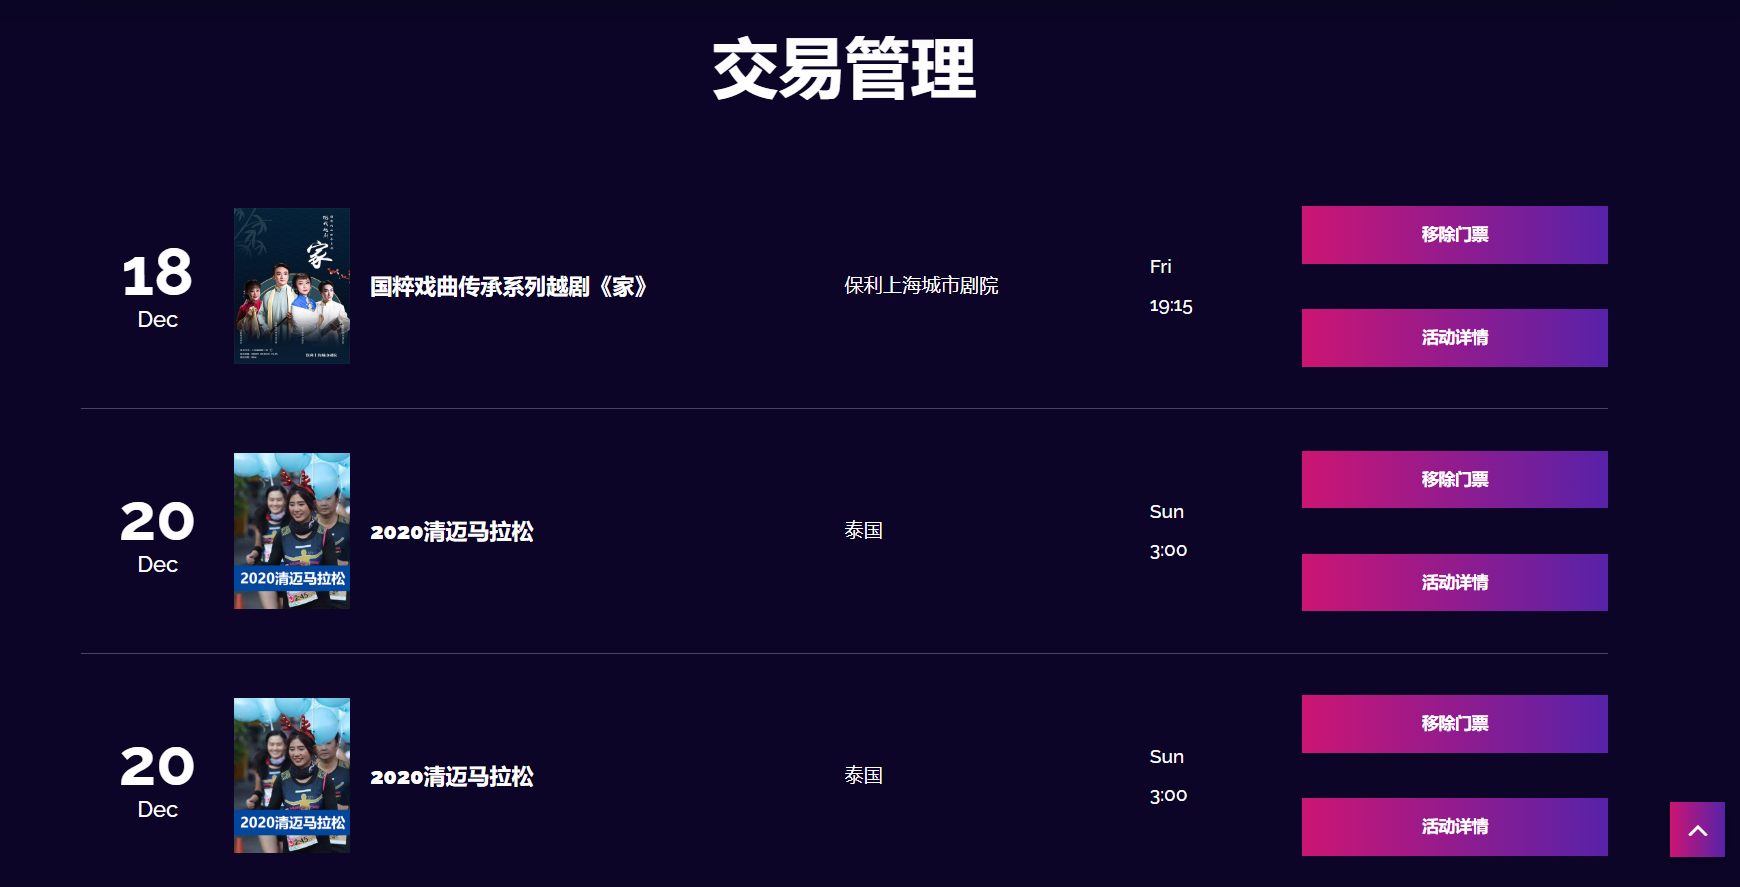 交易管理
18
Dec
家
国粹戏曲传承系列越剧《家》
保利上海城市剧院
Fri
19:15
移除门票
活动详情
20
Dec
2020清迈马拉松
2020清迈马拉松
泰国
Sun
3:00
移除门票
活动详情
20
Dec
2020清迈马拉松
2020清迈马拉松
泰国
Sun
3:00
移除门票
活动详情